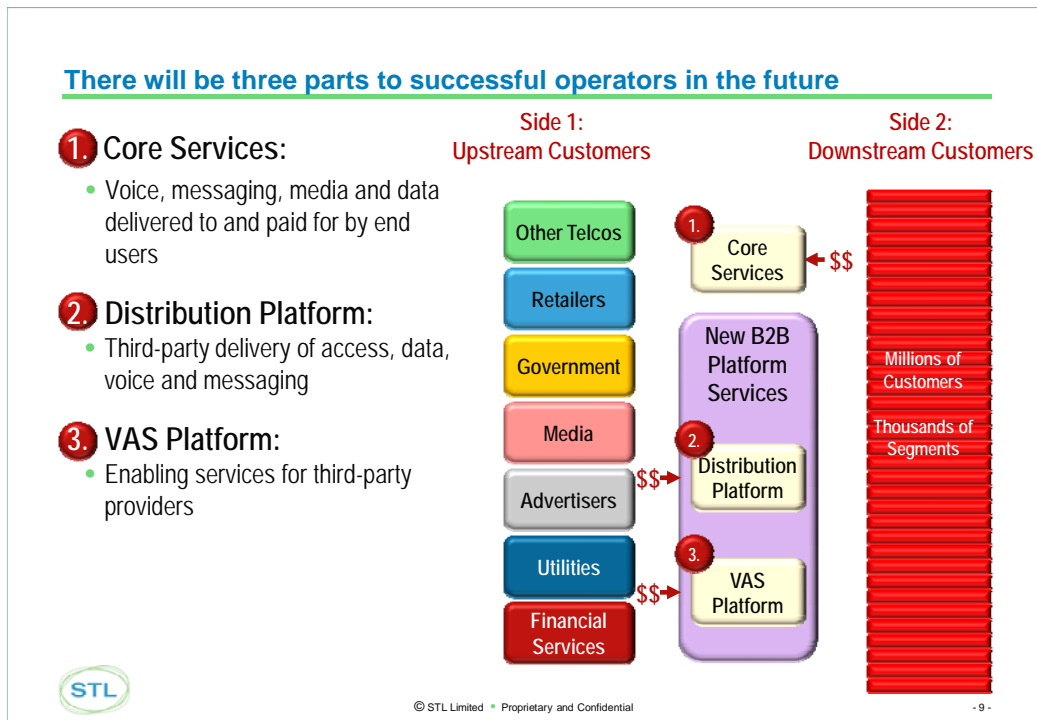 There will be three parts to successful operators in the future
1. Core Services:
• Voice, messaging, media and data
delivered to and paid for by end
users
2. Distribution Platform:
• Third-party delivery of access, data,
voice and messaging
3. VAS Platform:
• Enabling services for third-party
providers
Side 1:
Upstream Customers
Side 2:
Downstream Customers
Other Telcos
Retailers
Government
Media
Advertisers
Utilities
Financial
Services
1.
Core
Services
$$
New B2B
Platform
Services
2.
$$
Distribution
Platform
3.
$$
VAS
Platform
Millions of
Customers
Thousands of
Segments
STL
© STL Limited • Proprietary and Confidential
- 9 -